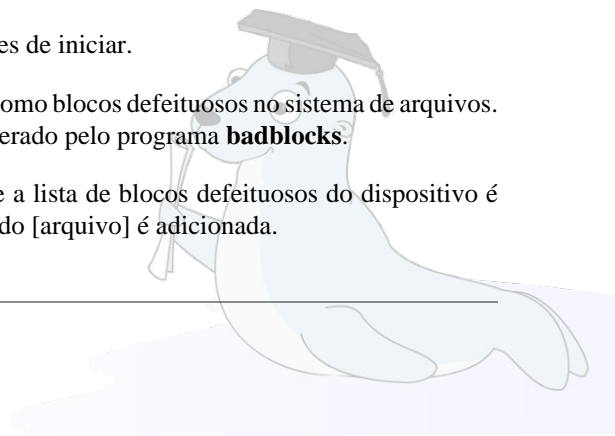 es de iniciar.
omo blocos defeituosos no sistema de arquivos.
erado pelo programa badblocks.
e a lista de blocos defeituosos do dispositivo é
do [arquivo] é adicionada.